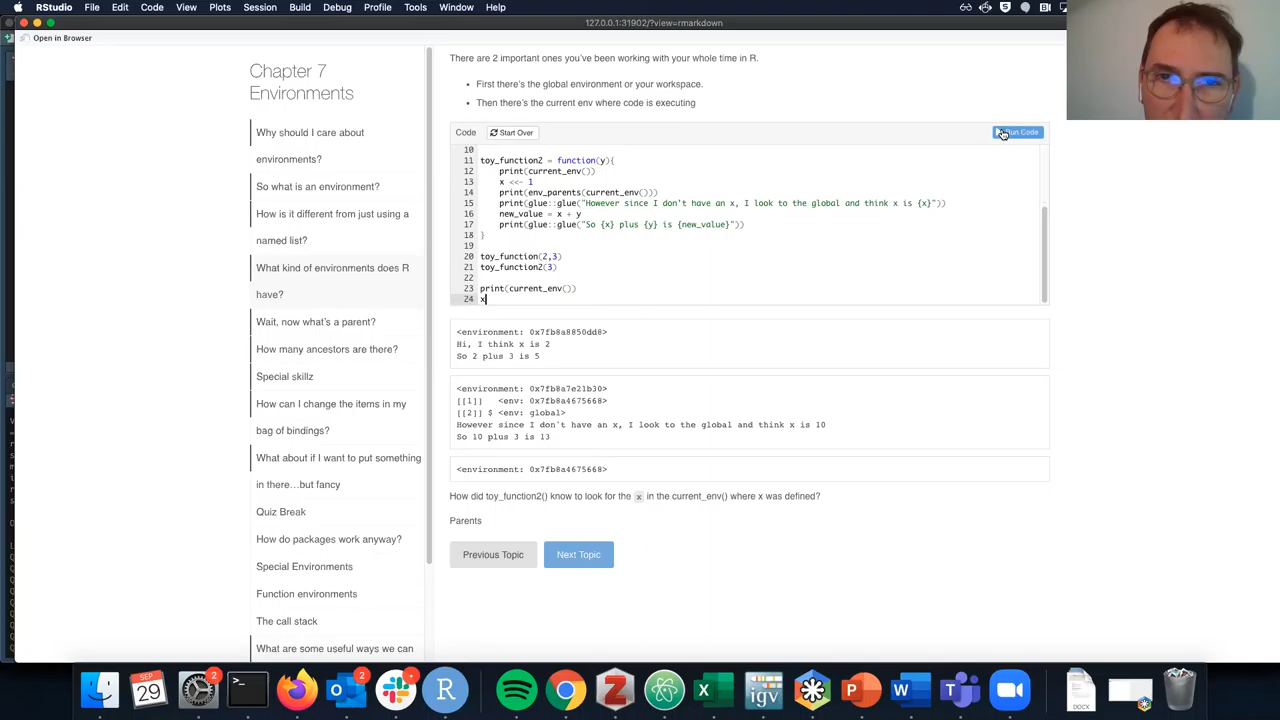 RStudio File Edit Code View Plots Session Build Debug Profile Tools Window Help
127.0.0.1:31902/?view=rmarkdown
Open in Browser
Chapter 7
Environments
Why should I care about
environments?
So what is an environment?
How is it different from just using a
named list?
What kind of environments does R
have?
Wait, now what's a parent?
How many ancestors are there?
Special skillz
How can I change the items in my
bag of bindings?
What about if I want to put something
in there…but fancy
Quiz Break
How do packages work anyway?
Special Environments
Function environments
The call stack
What are some useful ways we can
There are 2 important ones you've been working with your whole time in R.
• First there's the global environment or your workspace.
• Then there's the current env where code is executing
Code Start Over Run Code
10
11 toy_function2 = function(y){
12 print(current_env())
13 x <<- 1
14 print(env_parents(current_env()))
15 print(glue::glue("However since I don't have an x, I look to the global and think x is {x}"))
16 new_value = x + y
17 print(glue::glue("So {x} plus {y} is {new_value}"))
18 }
19
20 toy_function(2,3)
21 toy_function2(3)
22
23 print(current_env())
24 x
<environment: 0x7fb8a8850dd8>
Hi, I think x is 2
So 2 plus 3 is 5
<environment: 0x7fb8a7e21b30>
[[1]] <env: 0x7fb8a4675668>
[[2]] $ <env: global>
However since I don't have an x, I look to the global and think x is 10
So 10 plus 3 is 13
<environment: 0x7fb8a4675668>
How did toy_function2() know to look for the x in the current_env() where x was defined?
Parents
Previous Topic Next Topic
SEP
29
2
2
>_
R
Z
X
igv
P
W
T
DOCX